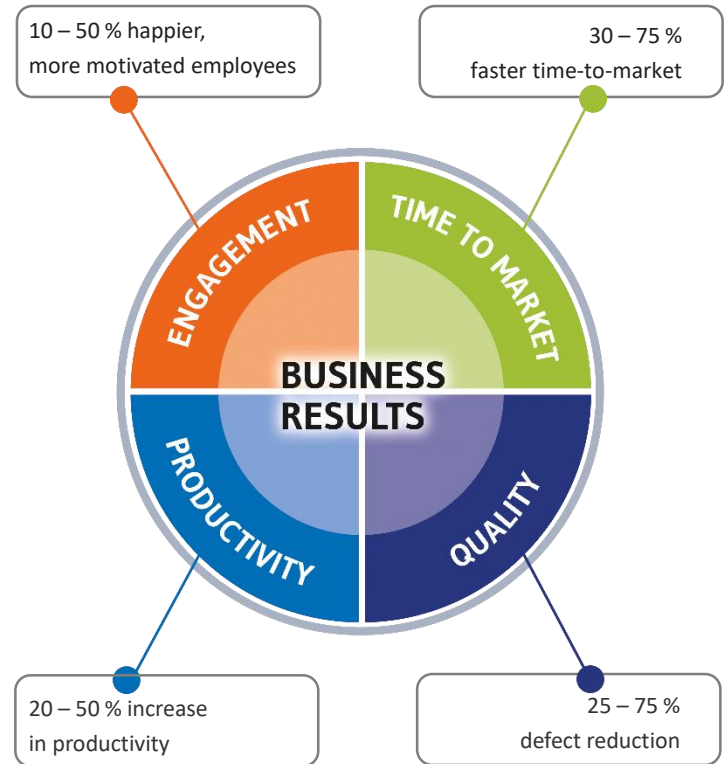 10 – 50 % happier,
more motivated employees
30 – 75 %
faster time-to-market
ENGAGEMENT
TIME TO MARKET
BUSINESS
RESULTS
PRODUCTIVITY
QUALITY
20 – 50 % increase
in productivity
25 – 75 %
defect reduction